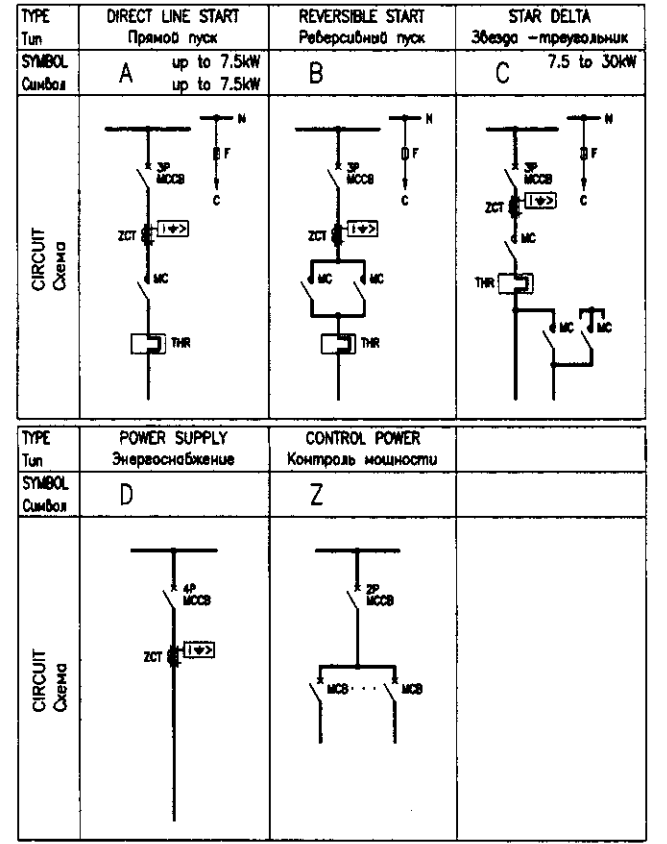 TYPE DIRECT LINE START REVERSIBLE START STAR DELTA
Тип Прямой пуск Реверсивный пуск Звезда –треугольник
SYMBOL A up to 7.5kW B C 7.5 to 30kW
Символ up to 7.5kW
N N N
F F F
3P 3P 3P
MCCB MCCB MCCB
C C C
ZCT I > ZCT I > ZCT I >
MC MC MC MC
THR
MC MC
THR THR
CIRCUIT
Схема
TYPE POWER SUPPLY CONTROL POWER
Тип Энергоснабжение Контроль мощности
SYMBOL D Z
Символ
4P 2P
MCCB MCCB
ZCT I >
MCB MCB
CIRCUIT
Схема